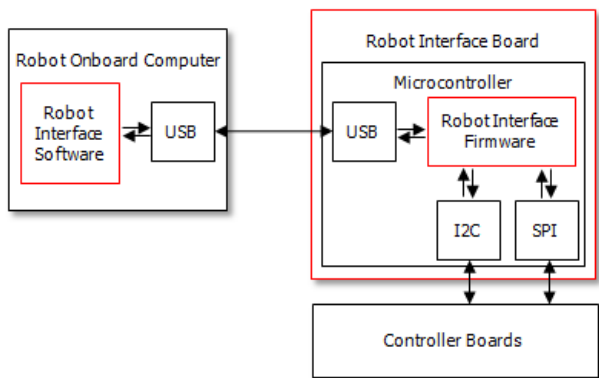 Robot Onboard Computer
Robot
Interface
Software
USB
Robot Interface Board
Microcontroller
USB
Robot Interface
Firmware
I2C
SPI
Controller Boards